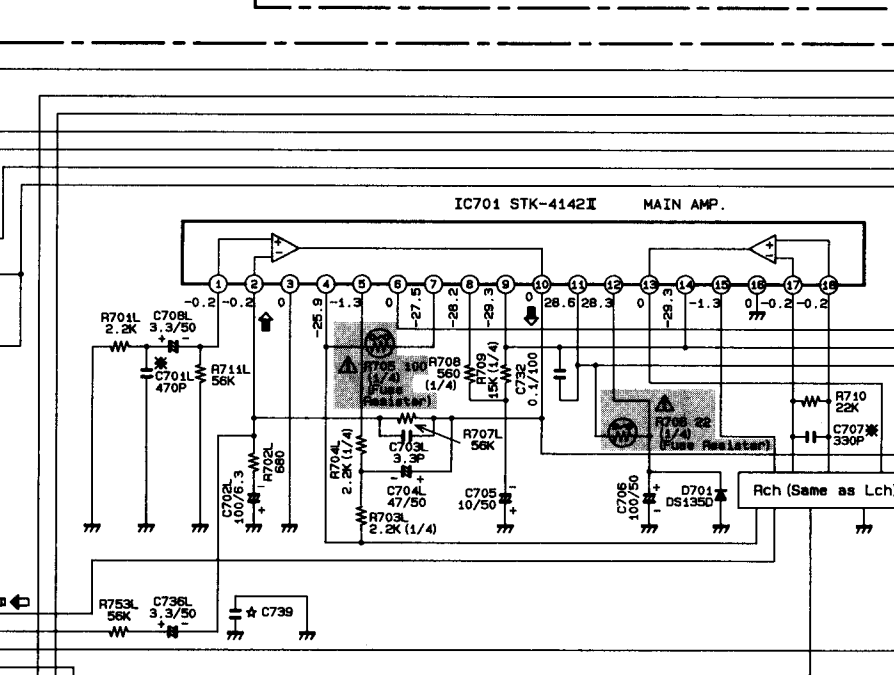 IC701 STK-4142Ⅱ MAIN AMP.
+
-
+
-
1
2
3
4
5
6
7
8
9
10
11
12
13
14
15
16
17
18
-0.2
-0.2
0
-25.9
-1.3
0
-27.5
-28.2
-29.3
0
28.6
28.3
0
-29.3
-1.3
0
-0.2
-0.2
R701L
2.2K
C708L
3.3/50
+
-
※
C701L
470P
R711L
56K
R705 100
(1/4)
(Fuse
Resistor)
R708
560
(1/4)
R709
15K (1/4)
C732
0.1/100
R706 22
(1/4)
(Fuse Resistor)
R710
22K
C707※
330P
R707L
56K
C703L
3.3P
R704L
2.2K (1/4)
-
+
C704L
47/50
R703L
2.2K (1/4)
R702L
680
C702L
100/6.3
-
+
C705
10/50
-
+
C706
100/50
+
-
D701
DS135D
Rch (Same as Lch)
R753L
56K
C736L
3.3/50
+
-
☆ C739